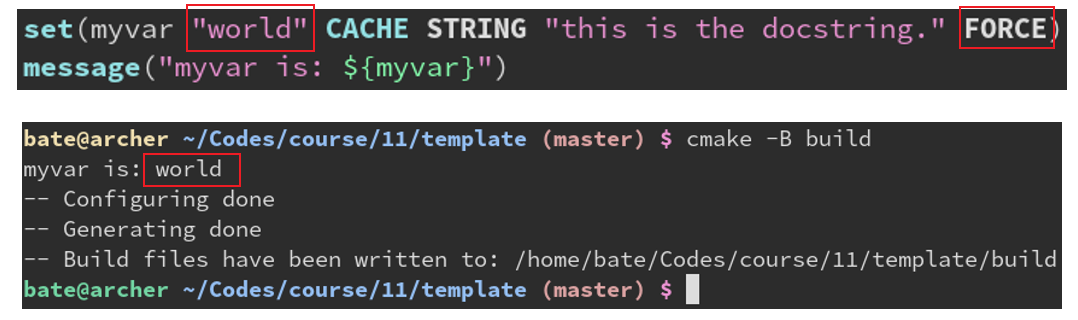 set(myvar "world" CACHE STRING "this is the docstring." FORCE)
message("myvar is: ${myvar}")
bate@archer ~/Codes/course/11/template (master) $ cmake -B build
myvar is: world
-- Configuring done
-- Generating done
-- Build files have been written to: /home/bate/Codes/course/11/template/build
bate@archer ~/Codes/course/11/template (master) $